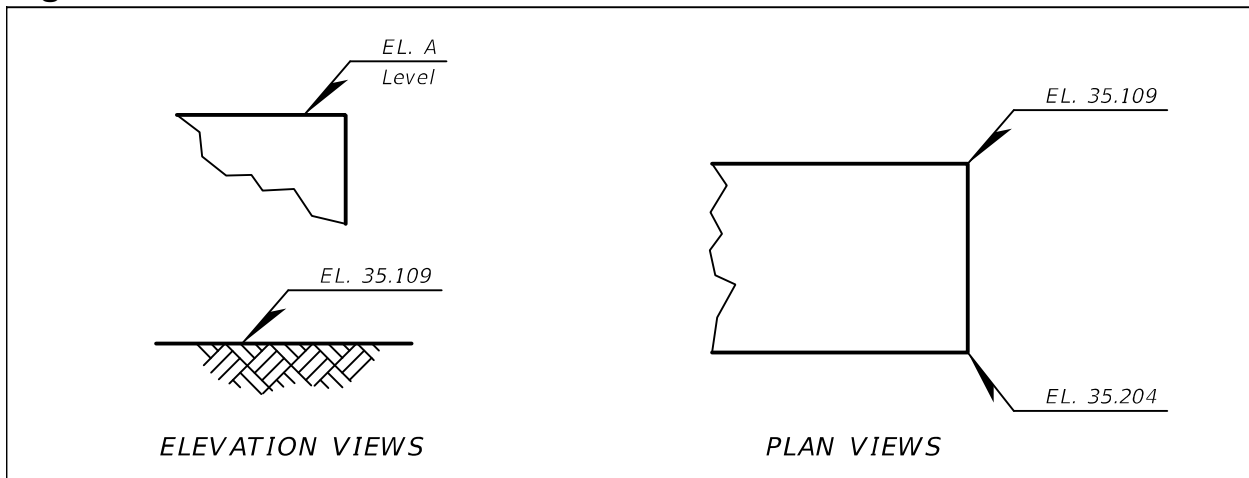 EL. A
Level
EL. 35.109
ELEVATION VIEWS
EL. 35.109
EL. 35.204
PLAN VIEWS